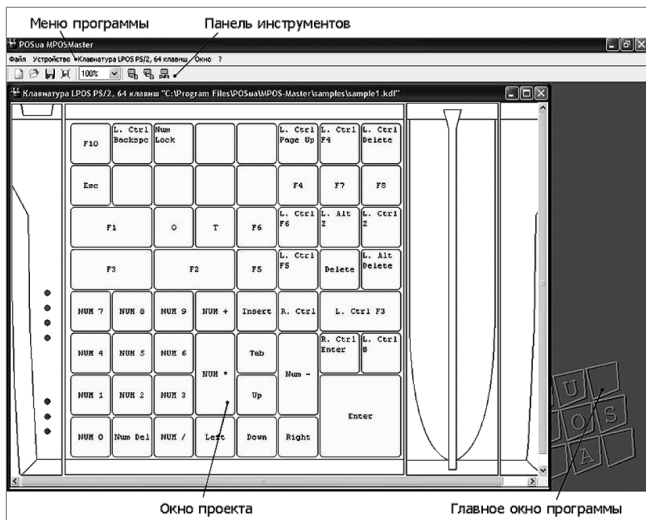 Меню программы
Панель инструментов
POSua MPOSMaster
Файл Устройство Клавиатура LPOS PS/2, 64 клавиш Окно ?
100%
Клавиатура LPOS PS/2, 64 клавиш "C:\Program Files\POSua\MPOS-Master\samples\sample1.kdf"
F10 L. Ctrl Backspc Num Lock L. Ctrl Page Up L. Ctrl F4 L. Ctrl Delete
Esc F4 F7 F8
F1 O T F6 L. Ctrl F6 L. Alt Z L. Ctrl Z
F3 F2 F5 L. Ctrl F5 Delete L. Alt Delete
NUM 7 NUM 8 NUM 9 NUM + Insert R. Ctrl L. Ctrl F3
NUM 4 NUM 5 NUM 6 NUM * Tab Num - R. Ctrl Enter L. Ctrl B
NUM 1 NUM 2 NUM 3 Up Enter
NUM 0 Num Del NUM / Left Down Right
U
O S
A
Окно проекта
Главное окно программы